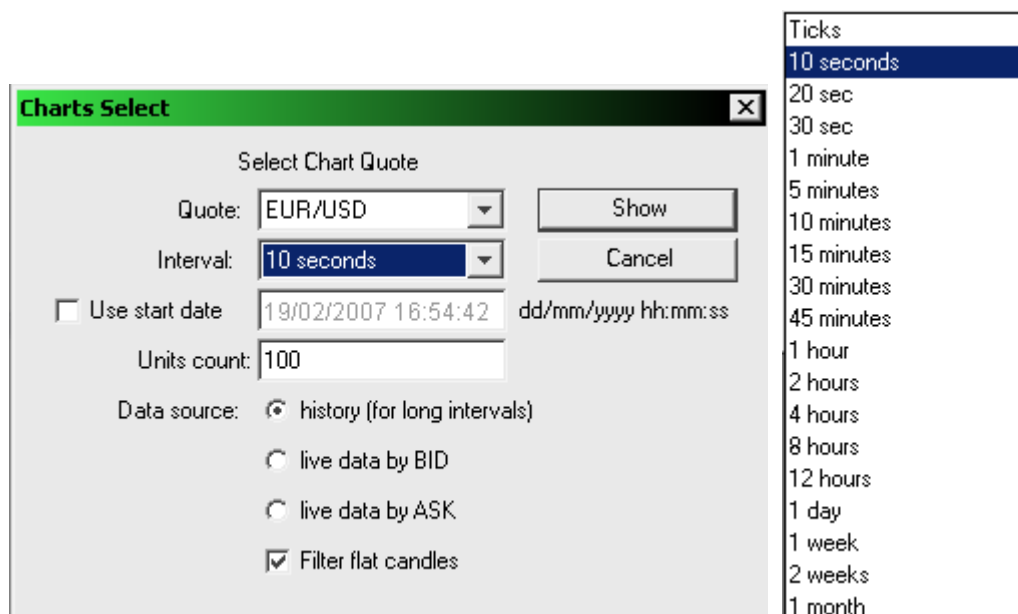 Charts Select
Select Chart Quote
Quote: EUR/USD Show
Interval: 10 seconds Cancel
Use start date 19/02/2007 16:54:42 dd/mm/yyyy hh:mm:ss
Units count: 100
Data source: history (for long intervals)
live data by BID
live data by ASK
Filter flat candles
Ticks
10 seconds
20 sec
30 sec
1 minute
5 minutes
10 minutes
15 minutes
30 minutes
45 minutes
1 hour
2 hours
4 hours
8 hours
12 hours
1 day
1 week
2 weeks
1 month